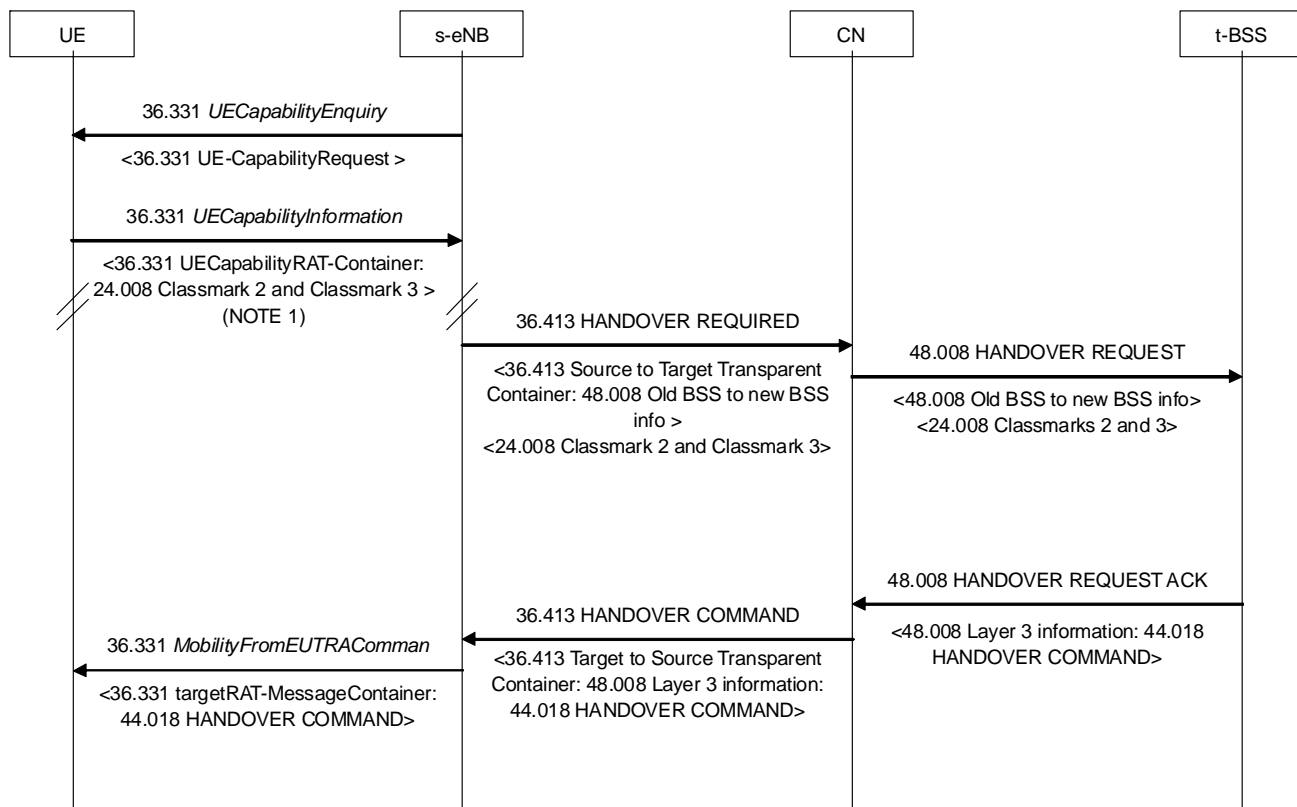 UE
s-eNB
CN
t-BSS
36.331 UECapabilityEnquiry
<36.331 UE-CapabilityRequest >
36.331 UECapabilityInformation
<36.331 UECapabilityRAT-Container:
24.008 Classmark 2 and Classmark 3 >
(NOTE 1)
36.413 HANDOVER REQUIRED
<36.413 Source to Target Transparent
Container: 48.008 Old BSS to new BSS
info >
<24.008 Classmark 2 and Classmark 3>
48.008 HANDOVER REQUEST
<48.008 Old BSS to new BSS info>
<24.008 Classmarks 2 and 3>
48.008 HANDOVER REQUEST ACK
<48.008 Layer 3 information: 44.018
HANDOVER COMMAND>
36.413 HANDOVER COMMAND
<36.413 Target to Source Transparent
Container: 48.008 Layer 3 information:
44.018 HANDOVER COMMAND>
36.331 MobilityFromEUTRAComman
<36.331 targetRAT-MessageContainer:
44.018 HANDOVER COMMAND>